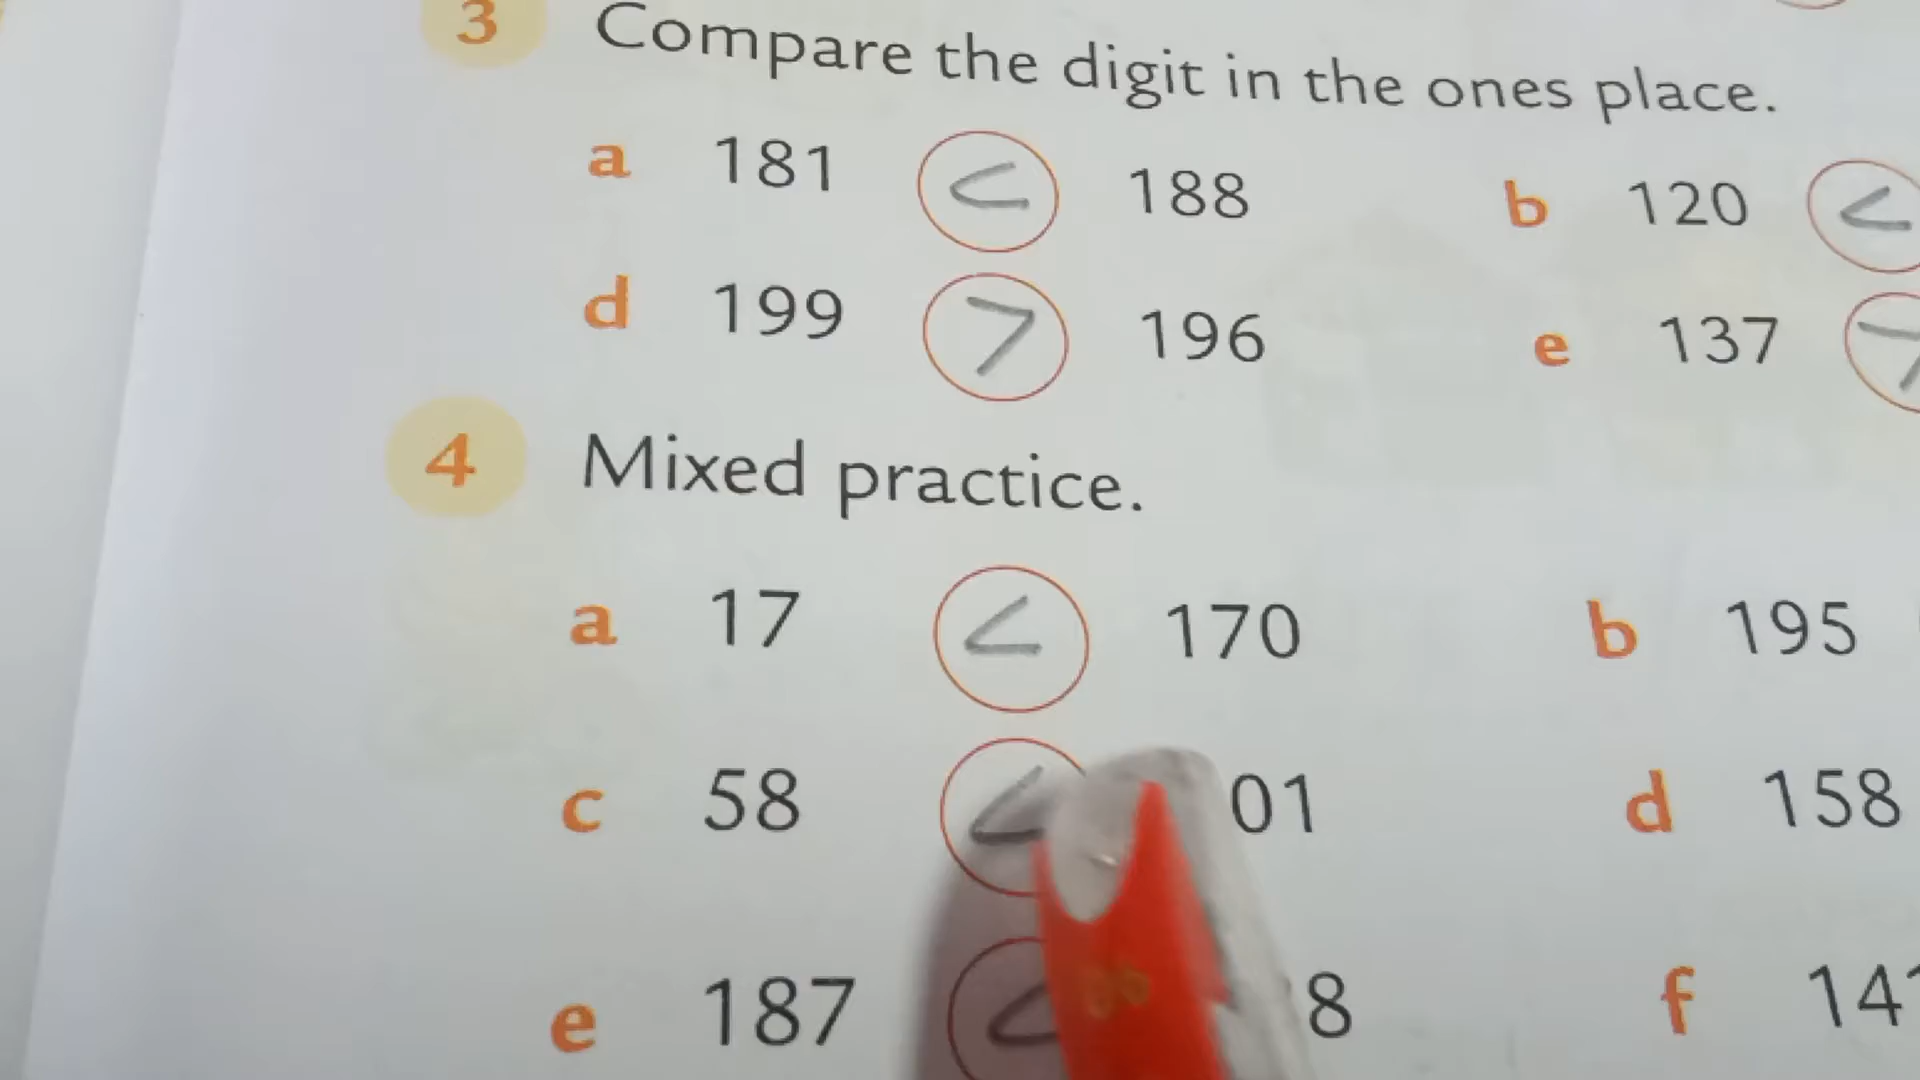 3 Compare the digit in the ones place.
a 181 < 188 b 120 <
d 199 > 196 e 137
4 Mixed practice.
a 17 < 170 b 195
c 58 < 01 d 158
e 187 < 8 f 14